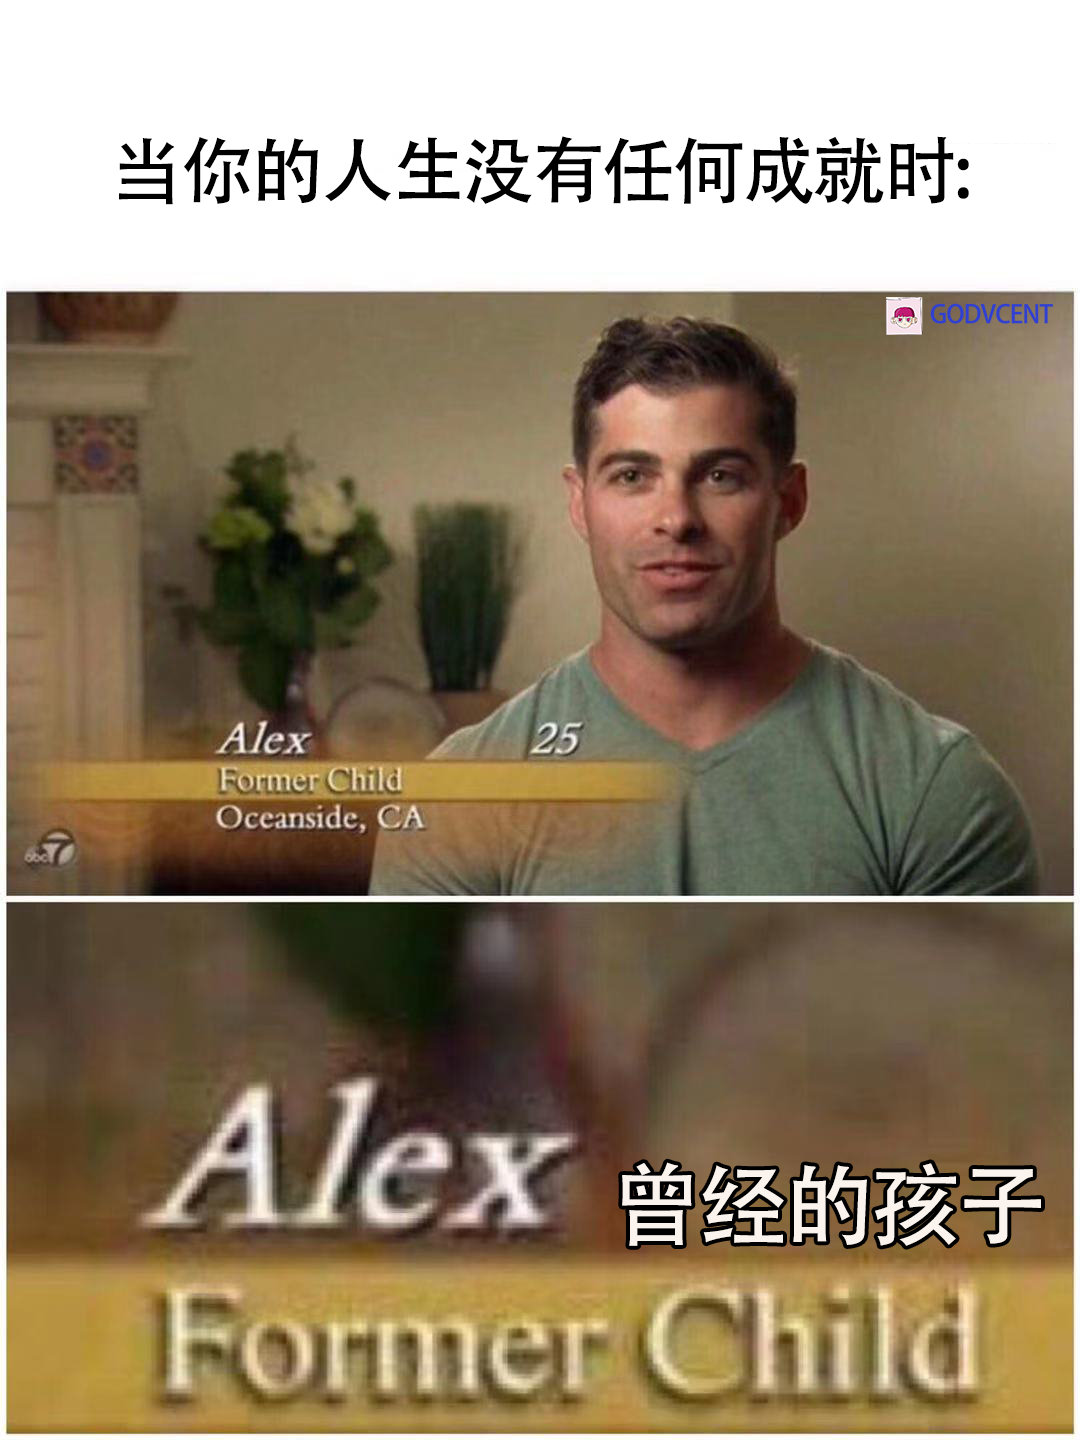 当你的人生没有任何成就时:
GODVCENT
Alex 25
Former Child
Oceanside, CA
abc7
Alex
曾经的孩子
Former Child